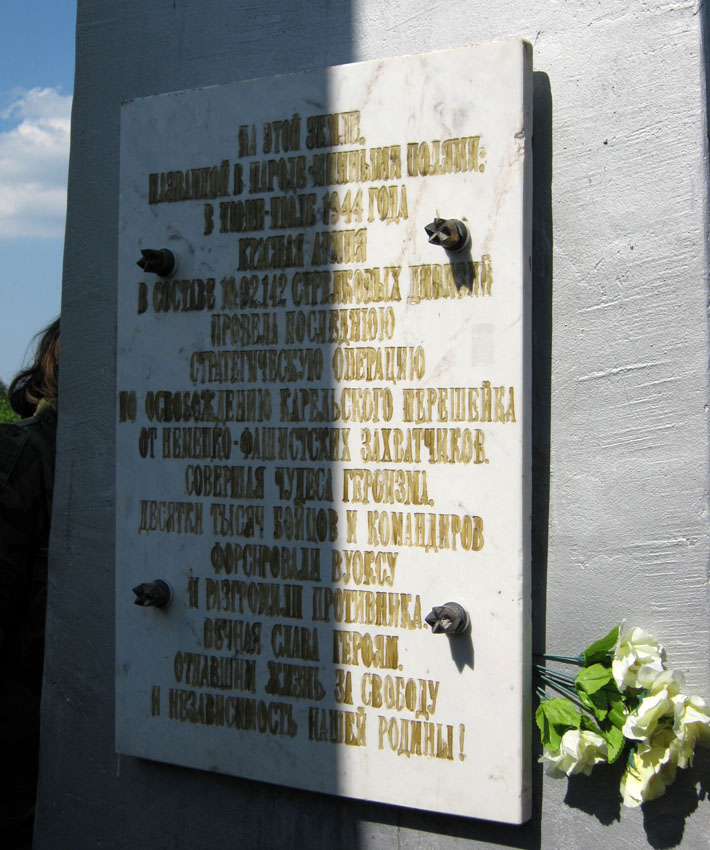 НА ЭТОЙ ЗЕМЛЕ,
НАЗВАННОЙ В НАРОДЕ-МИННЫМИ ПОЛЯМИ;
В ИЮНЕ-ИЮЛЕ 1944 ГОДА
КРАСНАЯ АРМИЯ
В СОСТАВЕ 10.92.142 СТРЕЛКОВЫХ ДИВИЗИЙ
ПРОВЕЛА ПОСЛЕДНЮЮ
СТРАТЕГИЧЕСКУЮ ОПЕРАЦИЮ
ПО ОСВОБОЖДЕНИЮ КАРЕЛЬСКОГО ПЕРЕШЕЙКА
ОТ НЕМЕЦКО-ФАШИСТСКИХ ЗАХВАТЧИКОВ.
СОВЕРШАЯ ЧУДЕСА ГЕРОИЗМА,
ДЕСЯТКИ ТЫСЯЧ БОЙЦОВ И КОМАНДИРОВ
ФОРСИРОВАЛИ ВУОКСУ
И РАЗГРОМИЛИ ПРОТИВНИКА.
ВЕЧНАЯ СЛАВА ГЕРОЯМ,
ОТДАВШИМ ЖИЗНЬ ЗА СВОБОДУ
И НЕЗАВИСИМОСТЬ НАШЕЙ РОДИНЫ!